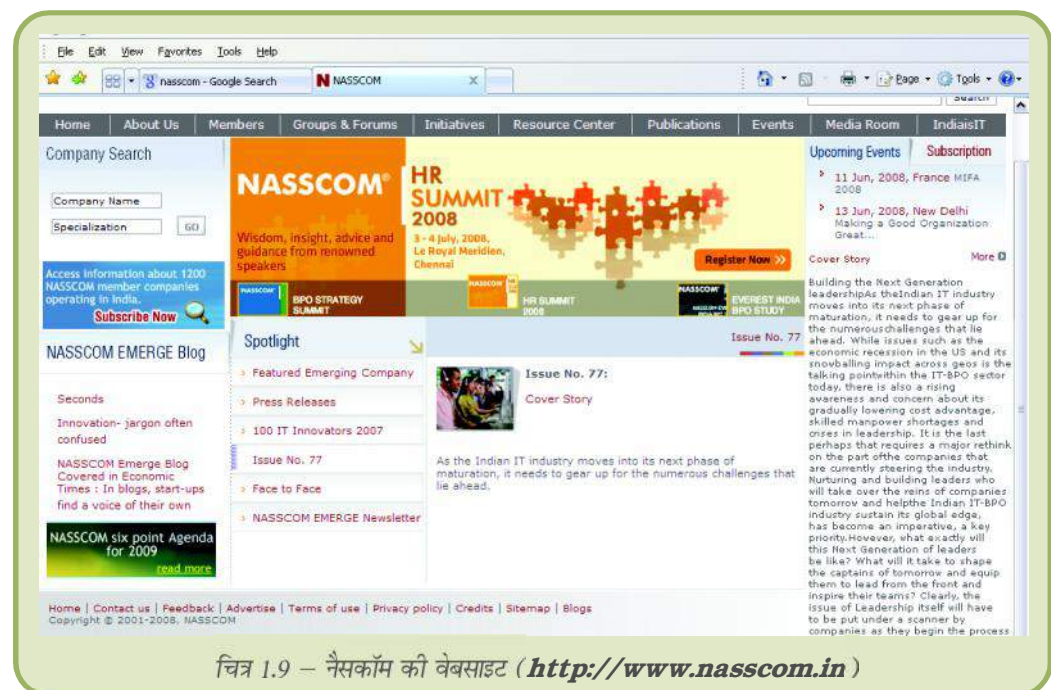 File Edit View Favorites Tools Help
nasscom - Google Search
NASSCOM
Page Tools
Search
Home About Us Members Groups & Forums Initiatives Resource Center Publications Events Media Room IndiaisIT
Company Search
Company Name
Specialization GO
Access information about 1200
NASSCOM member companies
operating in India.
Subscribe Now
NASSCOM EMERGE Blog
Seconds
Innovation- jargon often
confused
NASSCOM Emerge Blog
Covered in Economic
Times : In blogs, start-ups
find a voice of their own
NASSCOM six point Agenda
for 2009
read more
NASSCOM®
Wisdom, insight, advice and
guidance from renowned
speakers
HR
SUMMIT
2008
3 - 4 July, 2008,
Le Royal Meridien,
Chennai
Register Now »
NASSCOM
BPO STRATEGY
SUMMIT
NASSCOM
HR SUMMIT
2008
NASSCOM
EVEREST INDIA
BPO STUDY
Spotlight
Featured Emerging Company
Press Releases
100 IT Innovators 2007
Issue No. 77
Face to Face
NASSCOM EMERGE Newsletter
Issue No. 77
Issue No. 77:
Cover Story
As the Indian IT industry moves into its next phase of
maturation, it needs to gear up for the numerous challenges that
lie ahead.
Upcoming Events Subscription
11 Jun, 2008, France MIFA
2008
13 Jun, 2008, New Delhi
Making a Good Organization
Great...
Cover Story More
Building the Next Generation
leadershipAs theIndian IT industry
moves into its next phase of
maturation, it needs to gear up for
the numerouschallenges that lie
ahead. While issues such as the
economic recession in the US and its
snowballing impact across geos is the
talking pointwithin the IT-BPO sector
today, there is also a rising
awareness and concern about its
gradually lowering cost advantage,
skilled manpower shortages and
crises in leadership. It is the last
perhaps that requires a major rethink
on the part ofthe companies that
are currently steering the industry.
Nurturing and building leaders who
will take over the reins of companies
tomorrow and helpthe Indian IT-BPO
industry sustain its global edge,
has become an imperative, a key
priority.However, what exactly will
this Next Generation of leaders
be like? What will it take to shape
the captains of tomorrow and equip
them to lead from the front and
inspire their teams? Clearly, the
issue of Leadership itself will have
to be put under a scanner by
companies as they begin the process
Home | Contact us | Feedback | Advertise | Terms of use | Privacy policy | Credits | Sitemap | Blogs
Copyright © 2001-2008, NASSCOM
चित्र 1.9 – नैसकॉम की वेबसाइट (http://www.nasscom.in)